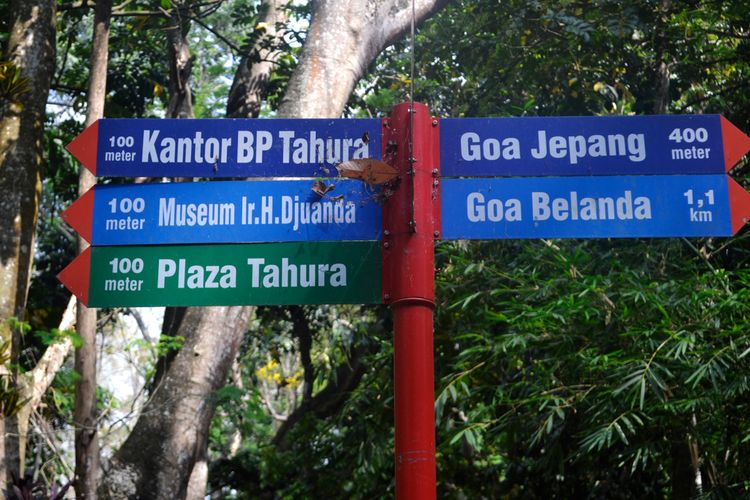 100 meter Kantor BP Tahura
100 meter Museum Ir.H.Djuanda
100 meter Plaza Tahura
Goa Jepang 400 meter
Goa Belanda 1,1 km